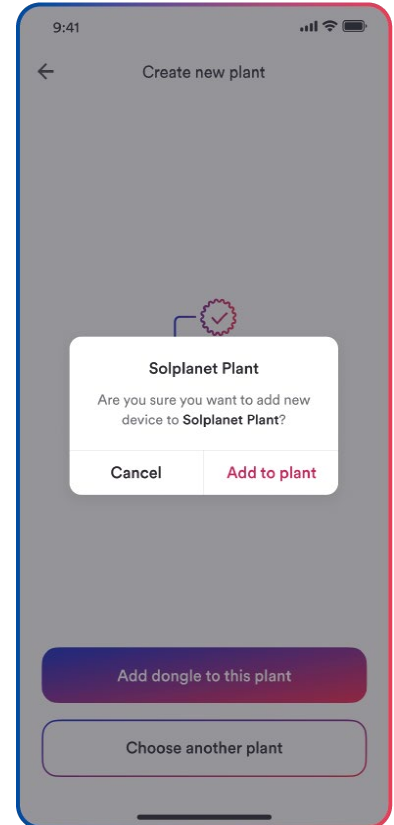 9:41
Create new plant
Solplanet Plant
Are you sure you want to add new
device to Solplanet Plant?
Cancel
Add to plant
Add dongle to this plant
Choose another plant